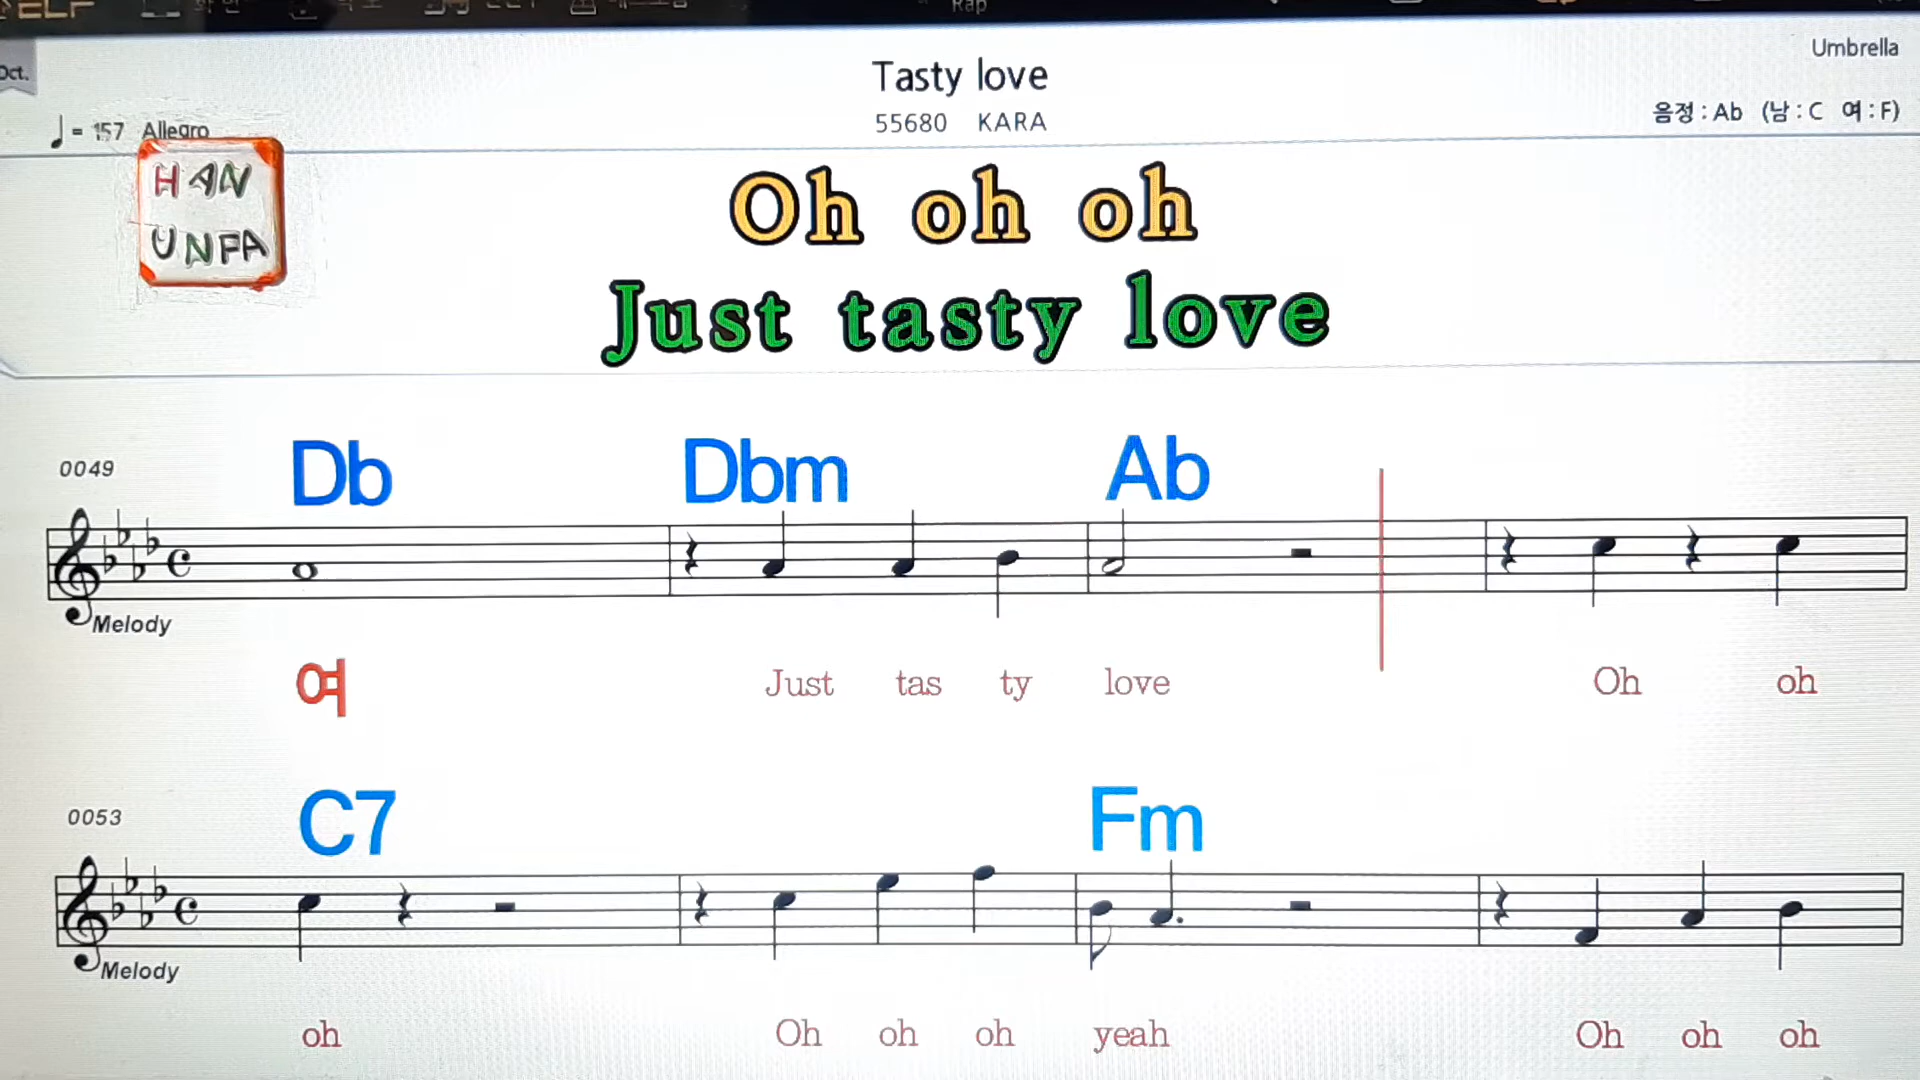 Rap
Umbrella
Oct.
Tasty love
55680 KARA
음정 : Ab (남 : C 여 : F)
♩ = 157 Allegro
HAN
UNFA
Oh oh oh
Just tasty love
0049
Db Dbm Ab
Melody
여 Just tas ty love Oh oh
0053
C7 Fm
Melody
oh Oh oh oh yeah Oh oh oh